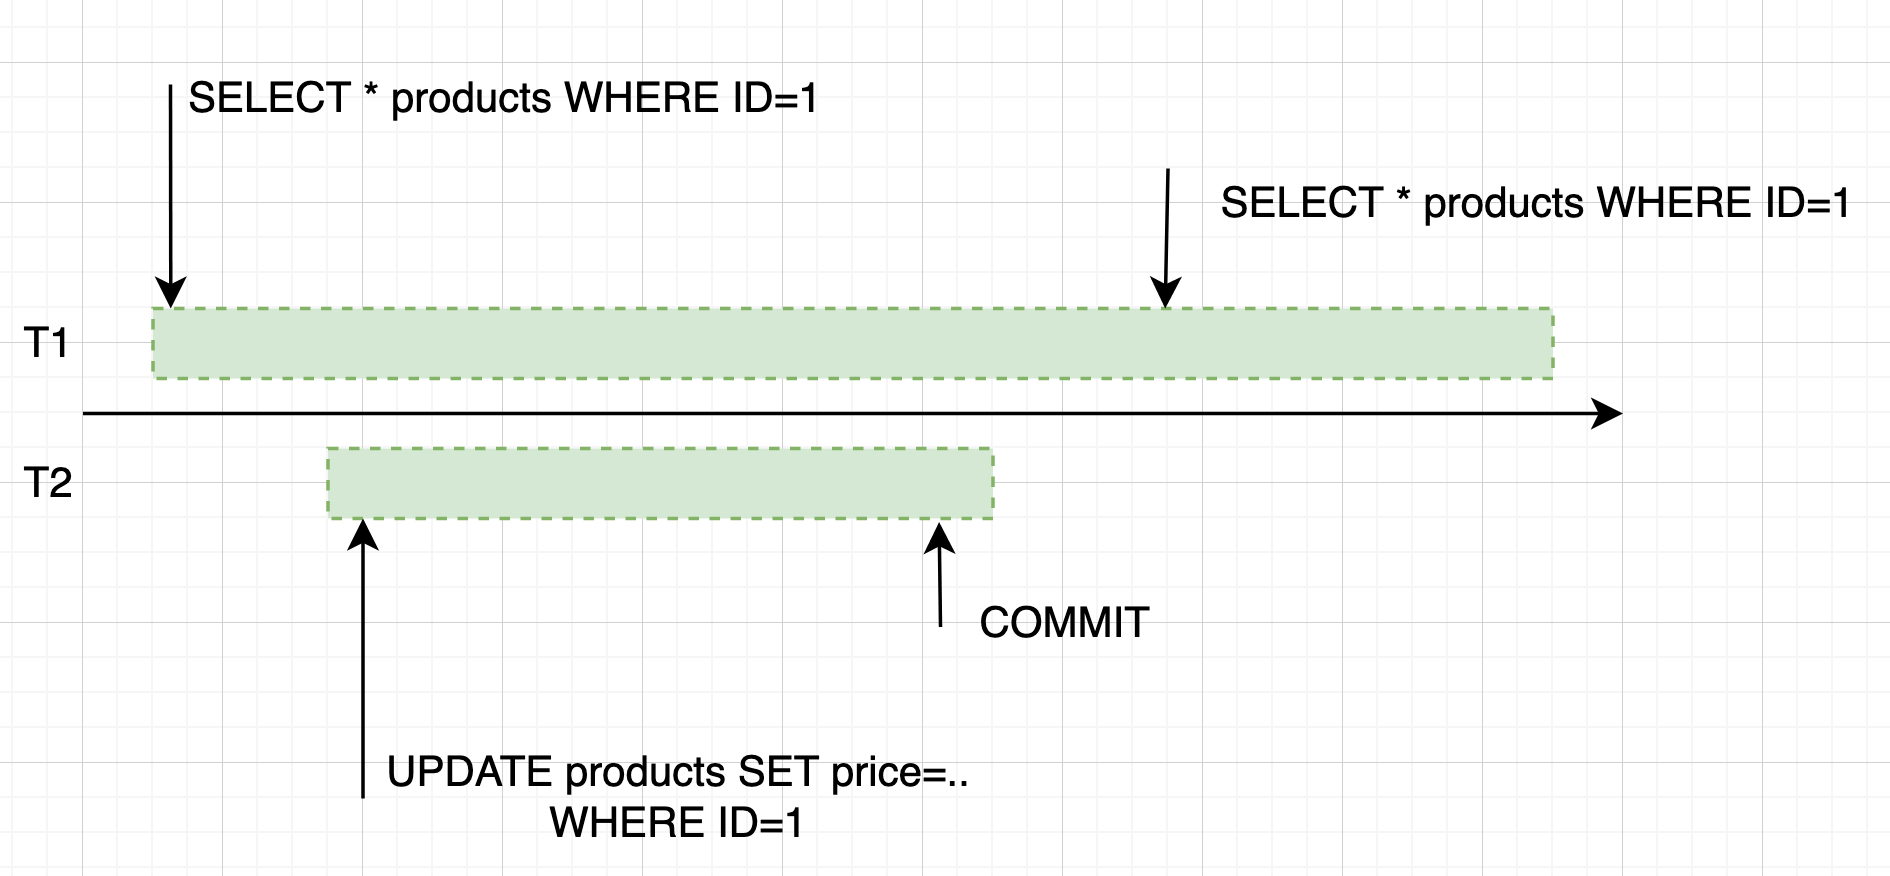 SELECT * products WHERE ID=1
SELECT * products WHERE ID=1
T1
T2
COMMIT
UPDATE products SET price=..
WHERE ID=1